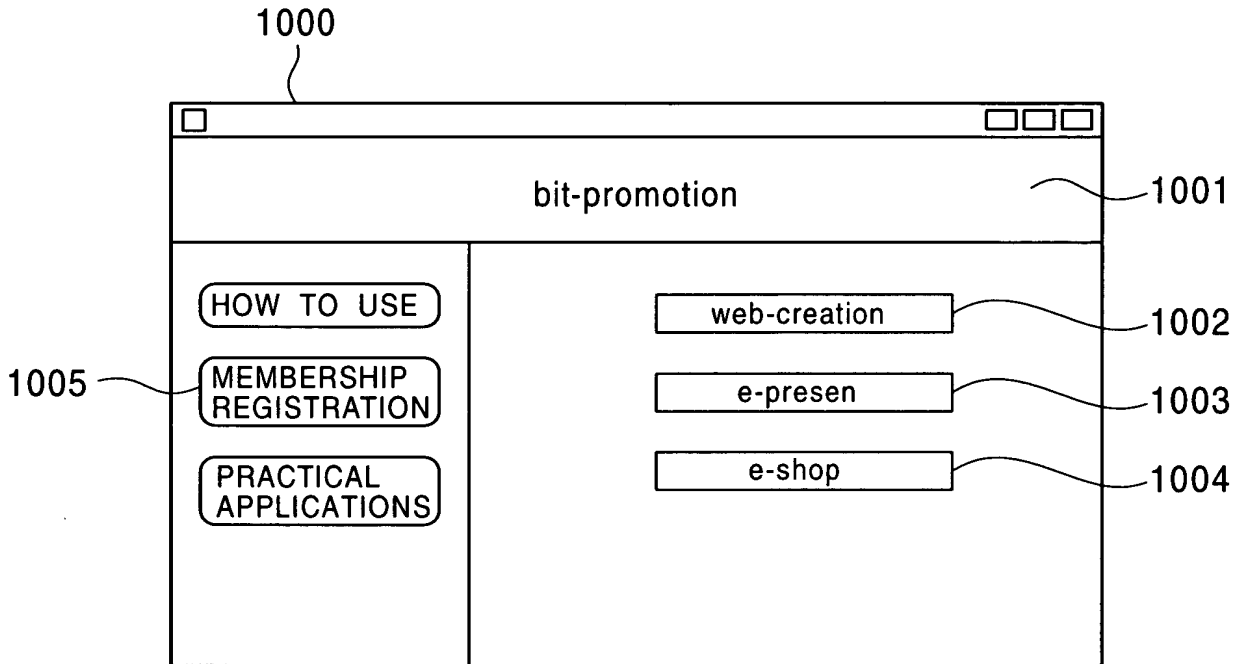 1000
bit-promotion
1001
HOW TO USE
web-creation
1002
1005
MEMBERSHIP
REGISTRATION
e-presen
1003
PRACTICAL
APPLICATIONS
e-shop
1004